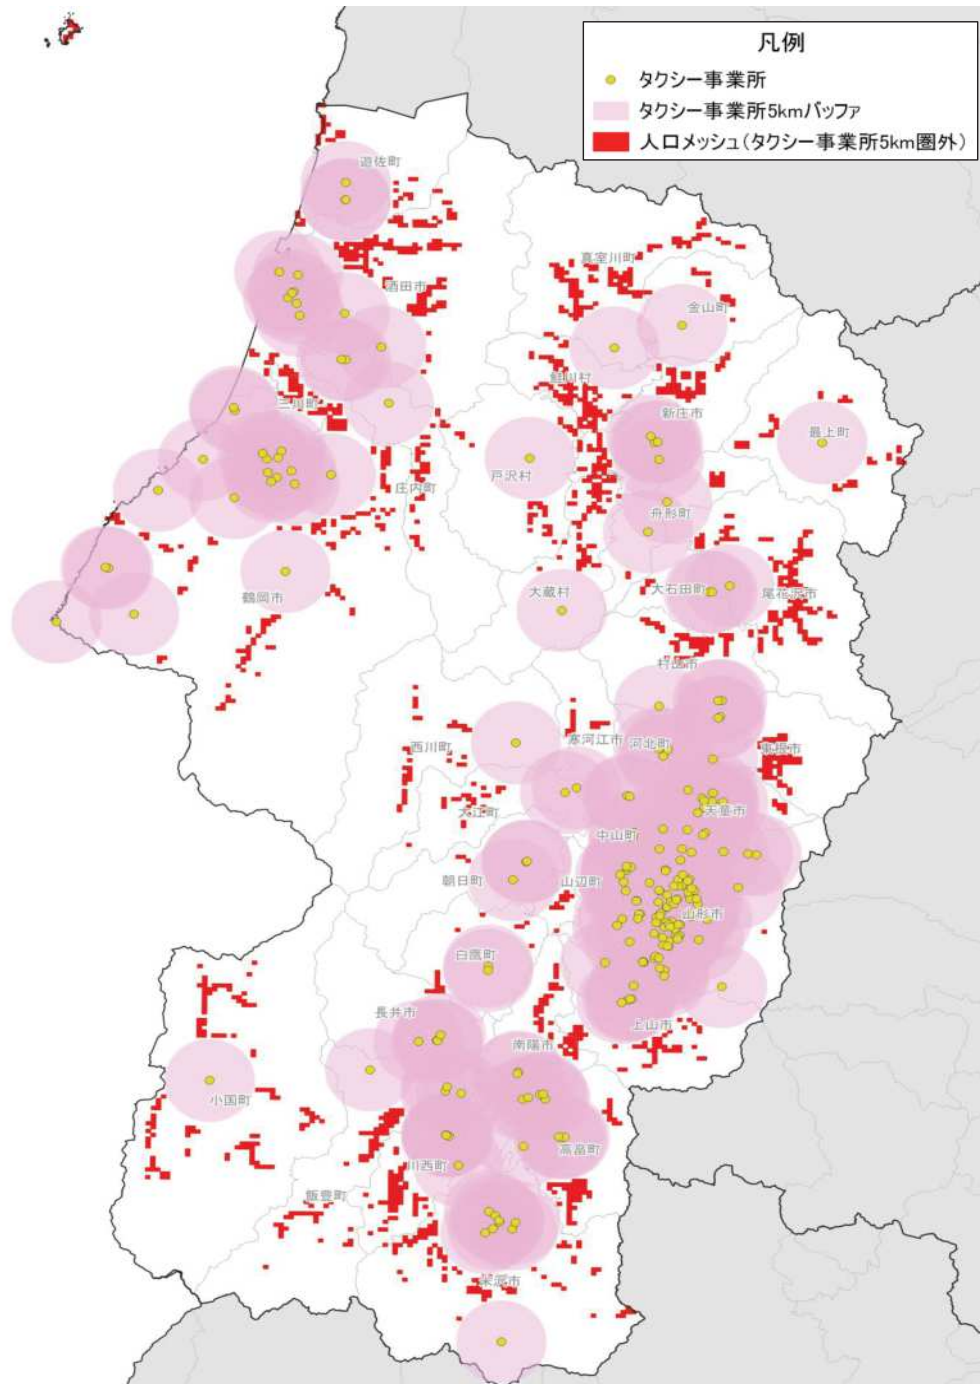 凡例
タクシー事業所
タクシー事業所5kmバッファ
人口メッシュ(タクシー事業所5km圏外)
遊佐町
酒田市
真室川町
金山町
鮭川村
三川町
新庄市
最上町
戸沢村
庄内町
舟形町
大蔵村
大石田町
尾花沢市
鶴岡市
村山市
西川町
寒河江市
河北町
東根市
大江町
天童市
中山町
朝日町
山辺町
山形市
白鷹町
長井市
上山市
南陽市
小国町
高畠町
川西町
飯豊町
米沢市